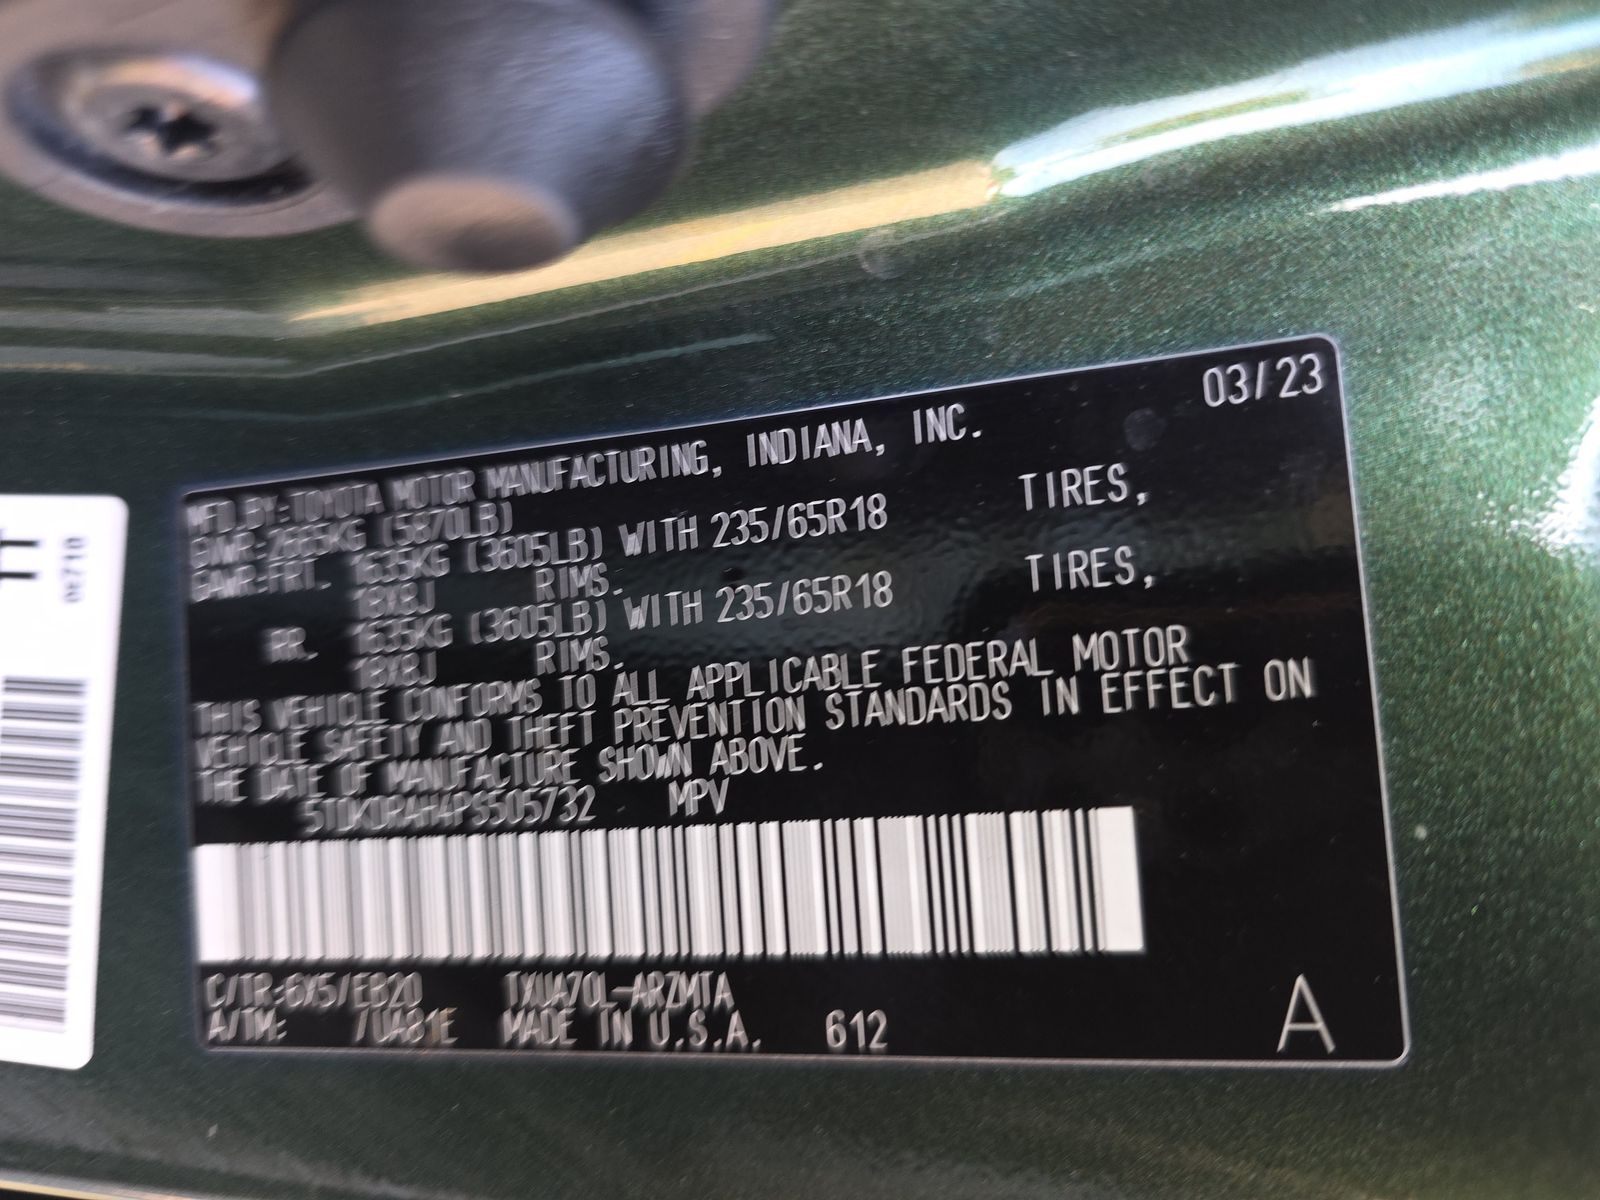 03/23
MFD.BY:TOYOTA MOTOR MANUFACTURING, INDIANA, INC.
GVWR:2665KG (5870LB)
GAWR:FRT. 1635KG (3605LB) WITH 235/65R18 TIRES,
18X8J RIMS.
RR. 1635KG (3605LB) WITH 235/65R18 TIRES,
18X8J RIMS.
THIS VEHICLE CONFORMS TO ALL APPLICABLE FEDERAL MOTOR
VEHICLE SAFETY AND THEFT PREVENTION STANDARDS IN EFFECT ON
THE DATE OF MANUFACTURE SHOWN ABOVE.
5TDKDRAH4PS505732 MPV
C/TR:6X5/EB20 TXUA70L-ARZMTA
A/TM: /UA81E MADE IN U.S.A. 612
A